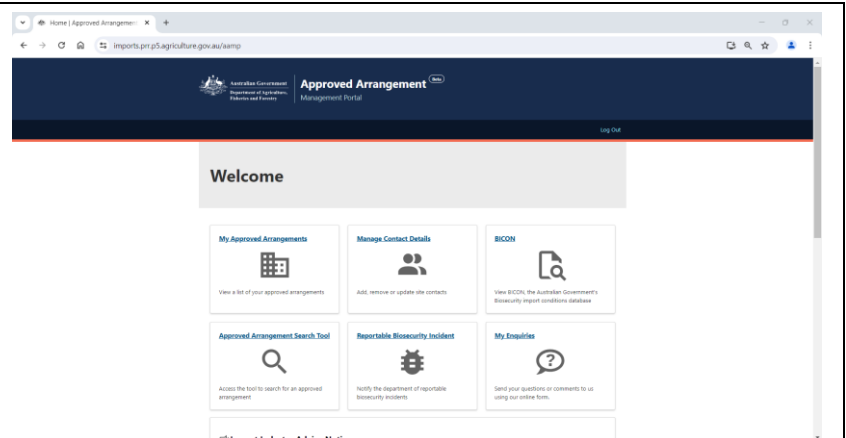 Home | Approved Arrangemen
imports.prr.p5.agriculture.gov.au/aamp
Australian Government
Department of Agriculture,
Fisheries and Forestry
Approved Arrangement Beta
Management Portal
Log Out
Welcome
My Approved Arrangements
View a list of your approved arrangements
Manage Contact Details
Add, remove or update site contacts
BICON
View BICON, the Australian Government's
Biosecurity import conditions database
Approved Arrangement Search Tool
Access the tool to search for an approved
arrangement
Reportable Biosecurity Incident
Notify the department of reportable
biosecurity incidents
My Enquiries
Send your questions or comments to us
using our online form.